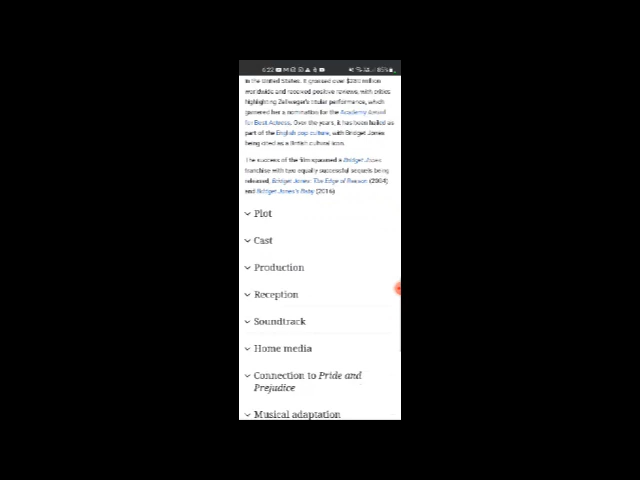 6:22
85%
in the United States. It grossed over $280 million
worldwide and received positive reviews, with critics
highlighting Zellweger's titular performance, which
garnered her a nomination for the Academy Award
for Best Actress. Over the years, it has been hailed as
part of the English pop culture, with Bridget Jones
being cited as a British cultural icon.
The success of the film spawned a Bridget Jones
franchise with two equally successful sequels being
released, Bridget Jones: The Edge of Reason (2004)
and Bridget Jones's Baby (2016).
Plot
Cast
Production
Reception
Soundtrack
Home media
Connection to Pride and
Prejudice
Musical adaptation